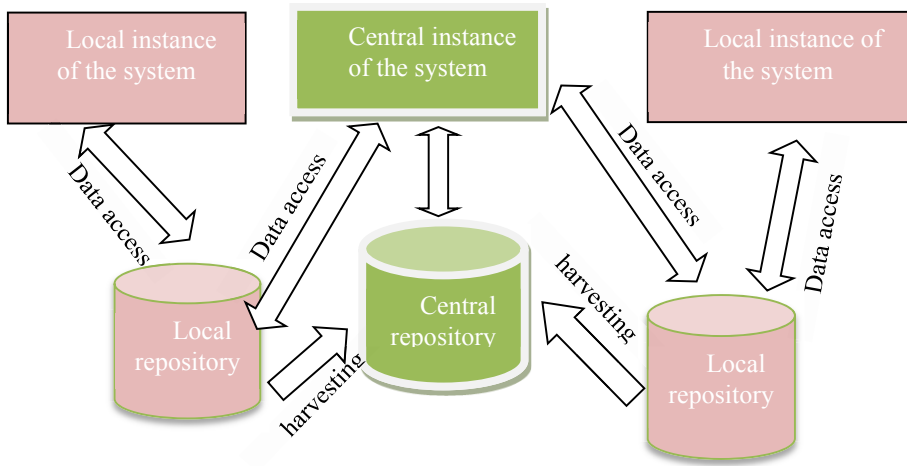 Local instance
of the system
Central instance
of the system
Local instance of
the system
Data access
Data access
Data access
Data access
harvesting
Central
repository
Local
repository
harvesting
Local
repository